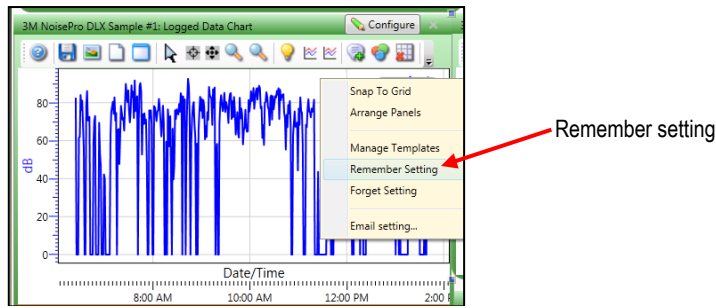 3M NoisePro DLX Sample #1: Logged Data Chart
Configure
Snap To Grid
Arrange Panels
Manage Templates
Remember Setting
Forget Setting
Email setting...
Remember setting
80
60
40
20
0
dB
Date/Time
8:00 AM
10:00 AM
12:00 PM
2:00